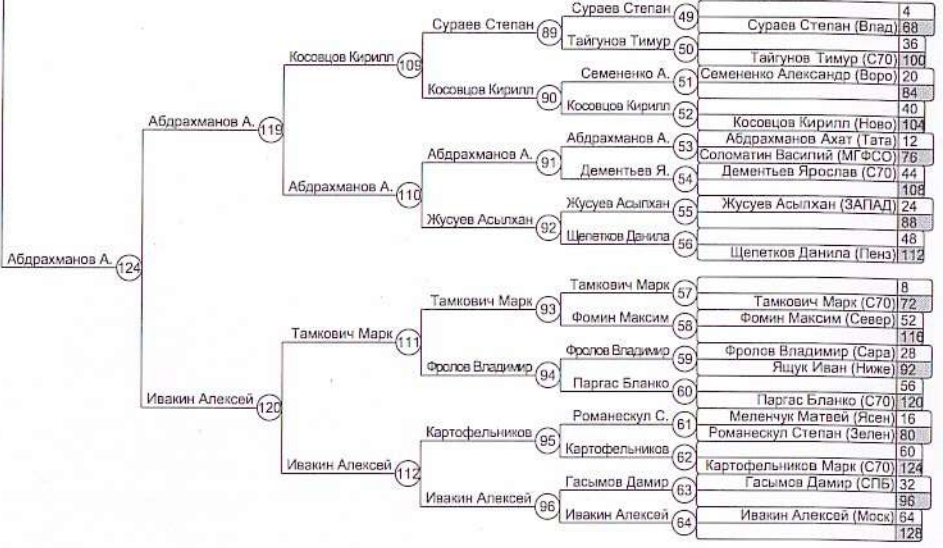 4
Сураев Степан 49
Сураев Степан (Влад) 68
Сураев Степан 89
36
Тайгунов Тимур 50
Тайгунов Тимур (С70) 100
Косовцов Кирилл 109
Семененко А. 51
Семененко Александр (Воро) 20
84
Косовцов Кирилл 90
40
Косовцов Кирилл 52
Косовцов Кирилл (Ново) 104
Абдрахманов А. 119
Абдрахманов А. 53
Абдрахманов Ахат (Тата) 12
Соломатин Василий (МГФСО) 76
Абдрахманов А. 91
Дементьев Я. 54
Дементьев Ярослав (С70) 44
108
Абдрахманов А. 110
Жусуев Асылхан 55
Жусуев Асылхан (ЗАПАД) 24
88
Жусуев Асылхан 92
48
Щепетков Данила 56
Щепетков Данила (Пенз) 112
Абдрахманов А. 124
8
Тамкович Марк 57
Тамкович Марк (С70) 72
Тамкович Марк 93
Фомин Максим 58
Фомин Максим (Север) 52
116
Тамкович Марк 111
Фролов Владимир 59
Фролов Владимир (Сара) 28
Ящук Иван (Ниже) 92
Фролов Владимир 94
56
Паргас Бланко 60
Паргас Бланко (С70) 120
Ивакин Алексей 120
Романескул С. 61
Меленчук Матвей (Ясен) 16
Романескул Степан (Зелен) 80
Картофельников 95
60
Картофельников 62
Картофельников Марк (С70) 124
Ивакин Алексей 112
Гасымов Дамир 63
Гасымов Дамир (СПБ) 32
96
Ивакин Алексей 96
Ивакин Алексей 64
Ивакин Алексей (Моск) 64
128